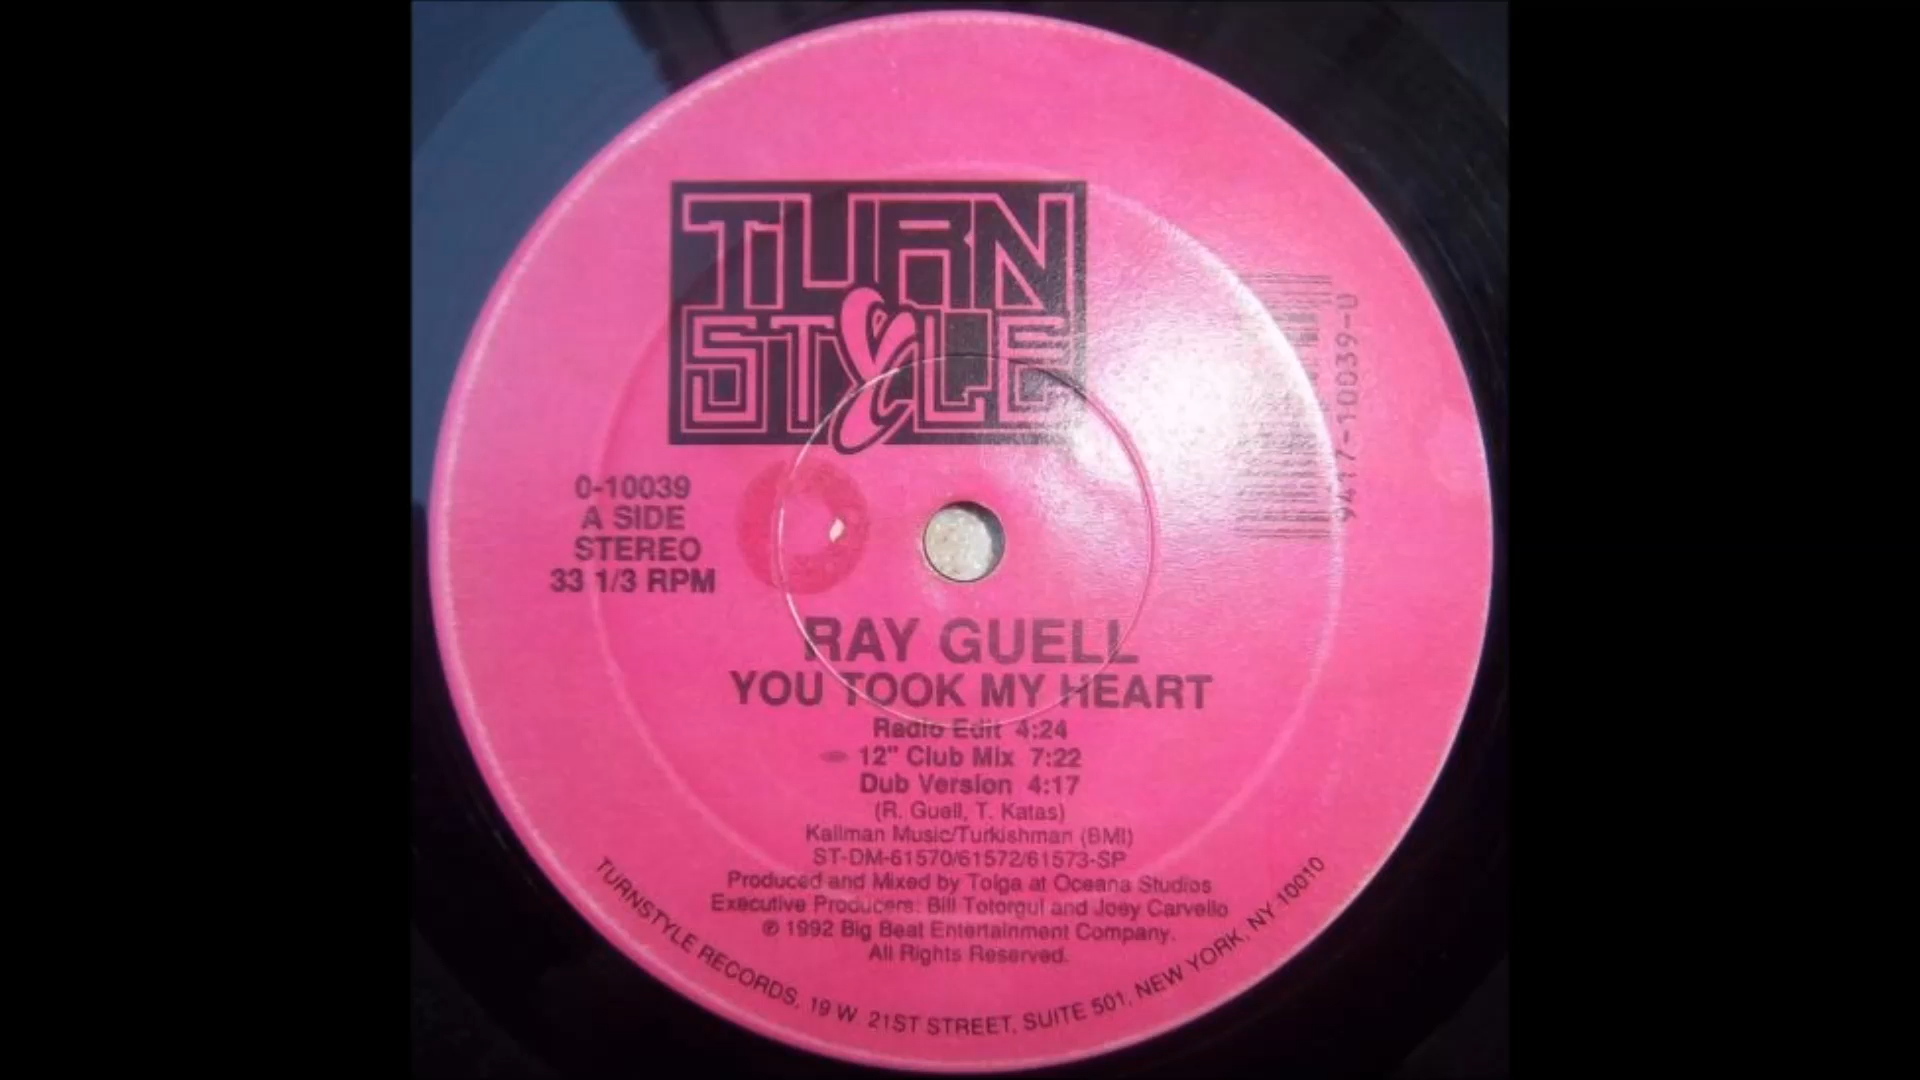 TURN
STYLE
0-10039
A SIDE
STEREO
33 1/3 RPM
9417-10039-0
RAY GUELL
YOU TOOK MY HEART
Radio Edit 4:24
12" Club Mix 7:22
Dub Version 4:17
(R. Guell, T. Katas)
Kallman Music/Turkishman (BMI)
ST-DM-61570/61572/61573-SP
Produced and Mixed by Tolga at Oceana Studios
Executive Producers: Bill Totorgul and Joey Carvello
℗ 1992 Big Beat Entertainment Company.
All Rights Reserved.
TURNSTYLE RECORDS, 19 W. 21ST STREET, SUITE 501, NEW YORK, NY 10010